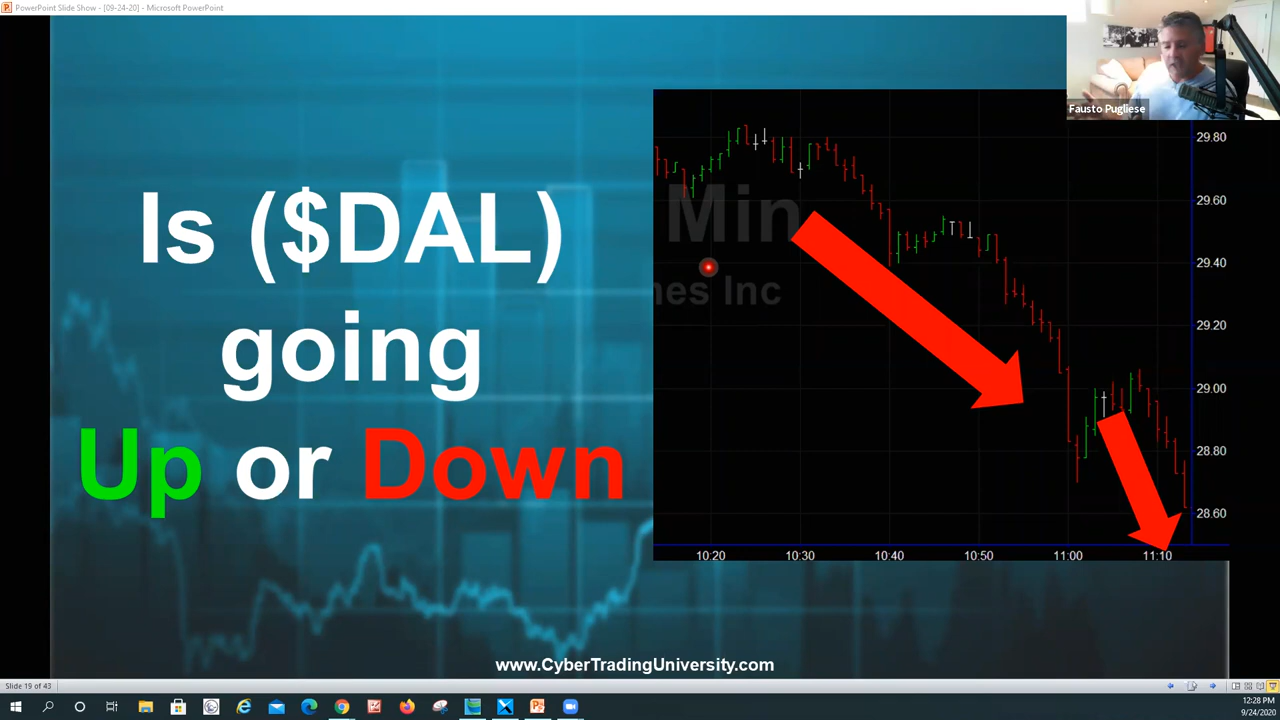 PowerPoint Slide Show - [09-24-20] - Microsoft PowerPoint
Fausto Pugliese
Is ($DAL)
going
Up or Down
Min
nes Inc
29.80
29.60
29.40
29.20
29.00
28.80
28.60
10:20 10:30 10:40 10:50 11:00 11:10
www.CyberTradingUniversity.com
Slide 19 of 43
12:28 PM
9/24/2020